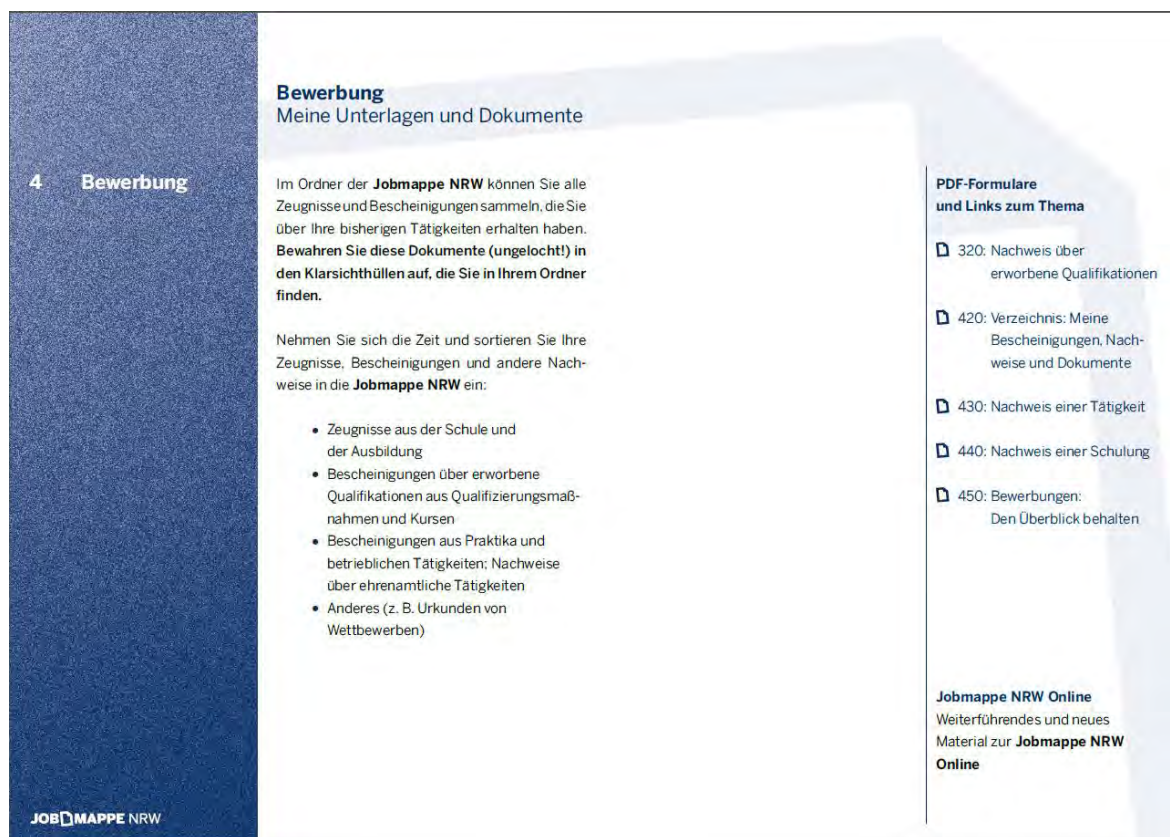 Bewerbung
Meine Unterlagen und Dokumente
4 Bewerbung
Im Ordner der Jobmappe NRW können Sie alle
Zeugnisse und Bescheinigungen sammeln, die Sie
über Ihre bisherigen Tätigkeiten erhalten haben.
Bewahren Sie diese Dokumente (ungelocht!) in
den Klarsichthüllen auf, die Sie in Ihrem Ordner
finden.
Nehmen Sie sich die Zeit und sortieren Sie Ihre
Zeugnisse, Bescheinigungen und andere Nach-
weise in die Jobmappe NRW ein:
• Zeugnisse aus der Schule und
der Ausbildung
• Bescheinigungen über erworbene
Qualifikationen aus Qualifizierungsmaß-
nahmen und Kursen
• Bescheinigungen aus Praktika und
betrieblichen Tätigkeiten; Nachweise
über ehrenamtliche Tätigkeiten
• Anderes (z. B. Urkunden von
Wettbewerben)
PDF-Formulare
und Links zum Thema
320: Nachweis über
erworbene Qualifikationen
420: Verzeichnis: Meine
Bescheinigungen, Nach-
weise und Dokumente
430: Nachweis einer Tätigkeit
440: Nachweis einer Schulung
450: Bewerbungen:
Den Überblick behalten
Jobmappe NRW Online
Weiterführendes und neues
Material zur Jobmappe NRW
Online
JOBMAPPE NRW